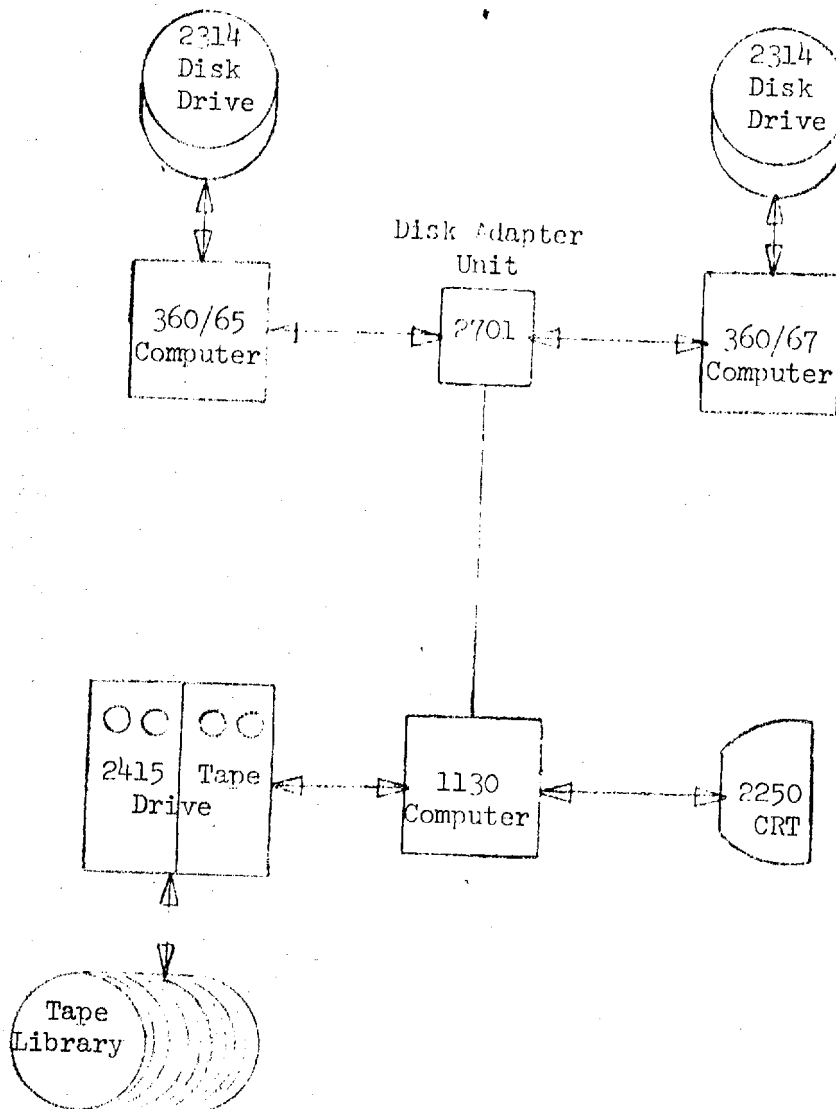 2314
Disk
Drive
2314
Disk
Drive
Disk Adapter
Unit
360/65
Computer
2701
360/67
Computer
2415 Tape
Drive
1130
Computer
2250
CRT
Tape
Library